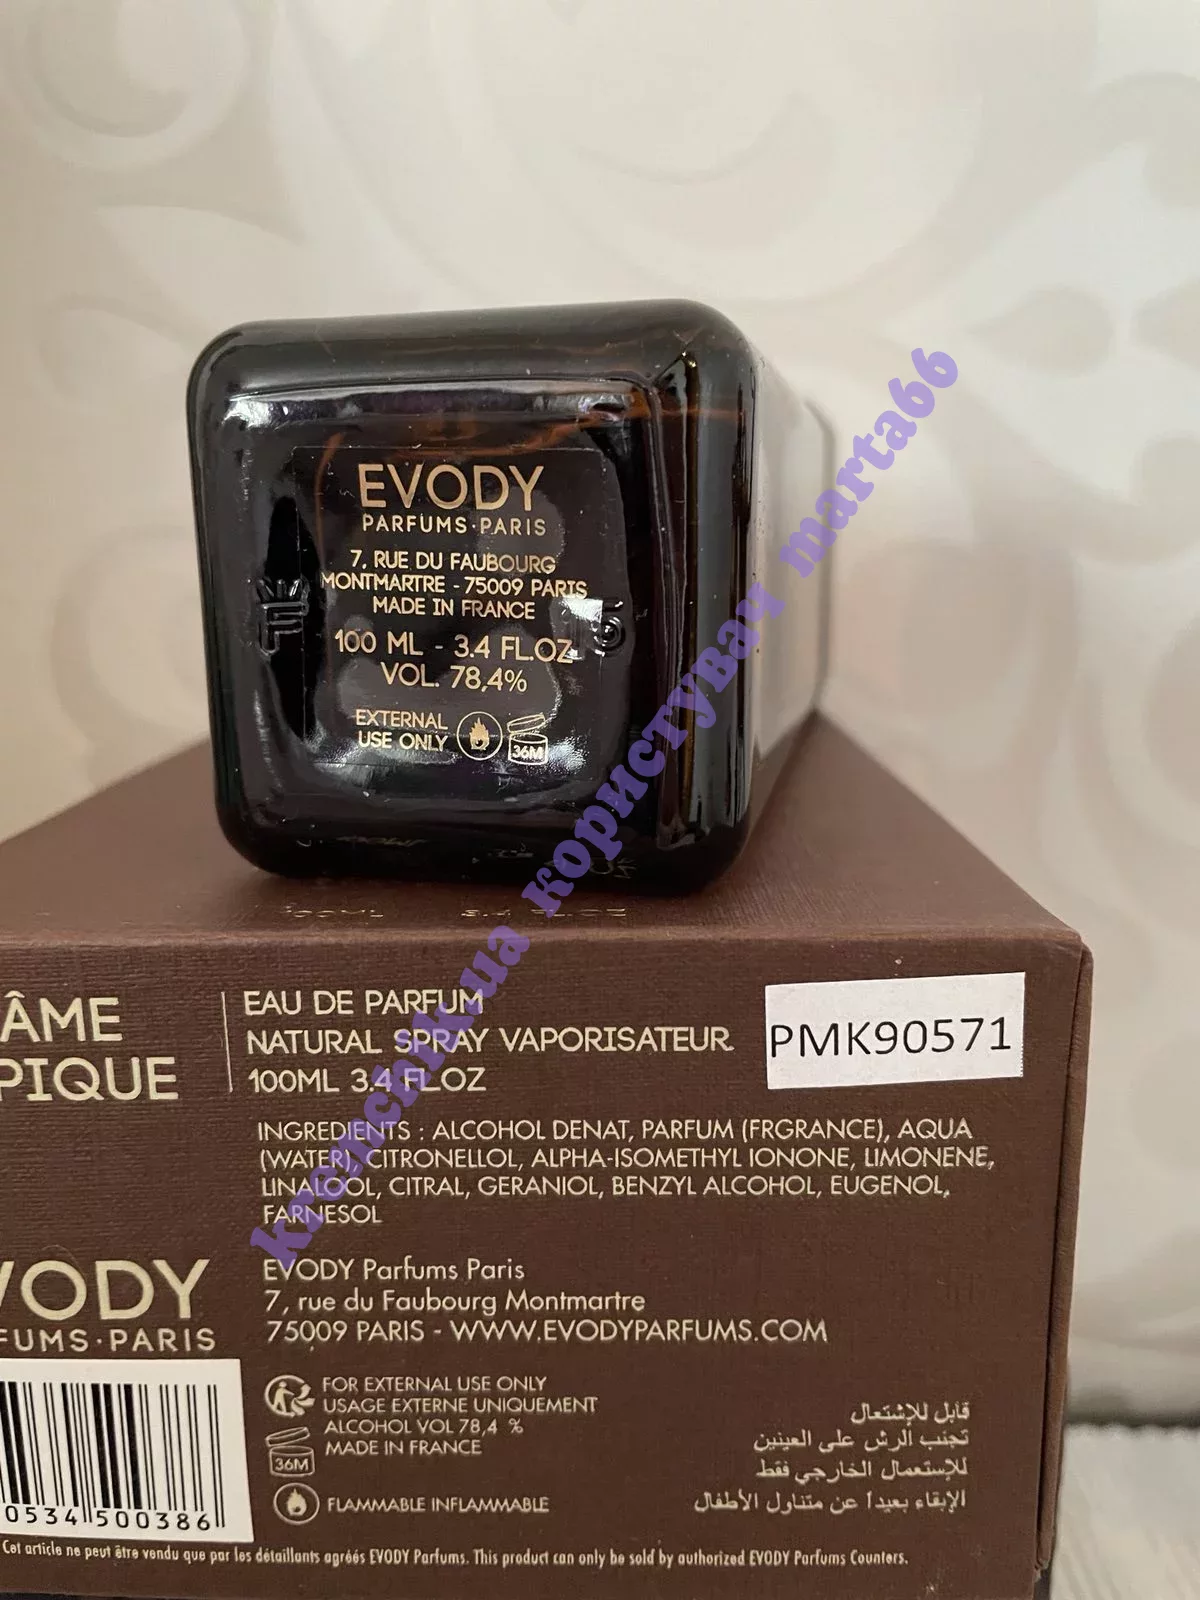 EVODY
PARFUMS·PARIS
7, RUE DU FAUBOURG
MONTMARTRE - 75009 PARIS
MADE IN FRANCE
100 ML - 3.4 FL.OZ
VOL. 78,4%
EXTERNAL
USE ONLY
36M
F
5
100ML 3.4 FL.OZ
ÂME
PIQUE
EAU DE PARFUM
NATURAL SPRAY VAPORISATEUR
100ML 3.4 FL.OZ
PMK90571
INGREDIENTS : ALCOHOL DENAT, PARFUM (FRGRANCE), AQUA
(WATER), CITRONELLOL, ALPHA-ISOMETHYL IONONE, LIMONENE,
LINALOOL, CITRAL, GERANIOL, BENZYL ALCOHOL, EUGENOL,
FARNESOL
VODY
FUMS·PARIS
EVODY Parfums Paris
7, rue du Faubourg Montmartre
75009 PARIS - WWW.EVODYPARFUMS.COM
FOR EXTERNAL USE ONLY
USAGE EXTERNE UNIQUEMENT
ALCOHOL VOL 78,4 %
MADE IN FRANCE
36M
FLAMMABLE INFLAMMABLE
قابل للإشتعال
تجنب الرش على العينين
للإستعمال الخارجي فقط
الإبقاء بعيداً عن متناول الأطفال
0534 500386
Cet article ne peut être vendu que par les détaillants agréés EVODY Parfums. This product can only be sold by authorized EVODY Parfums Counters.
kremchik.ua користувач marta66